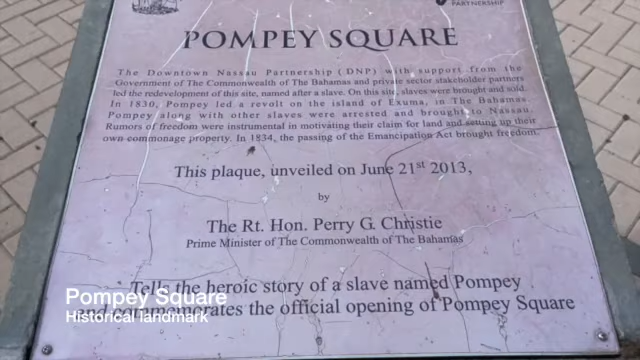 PARTNERSHIP
POMPEY SQUARE
The Downtown Nassau Partnership (DNP) with support from the
Government of The Commonwealth of The Bahamas and private sector stakeholder partners
led the redevelopment of this site, named after a slave. On this site, slaves were brought and sold.
In 1830, Pompey led a revolt on the island of Exuma, in The Bahamas.
Pompey along with other slaves were arrested and brought to Nassau.
Rumors of freedom were instrumental in motivating their claim for land and setting up their
own commonage property. In 1834, the passing of the Emancipation Act brought freedom.
This plaque, unveiled on June 21st 2013,
by
The Rt. Hon. Perry G. Christie
Prime Minister of The Commonwealth of The Bahamas
Tells the heroic story of a slave named Pompey
and commemorates the official opening of Pompey Square
Pompey Square
Historical landmark